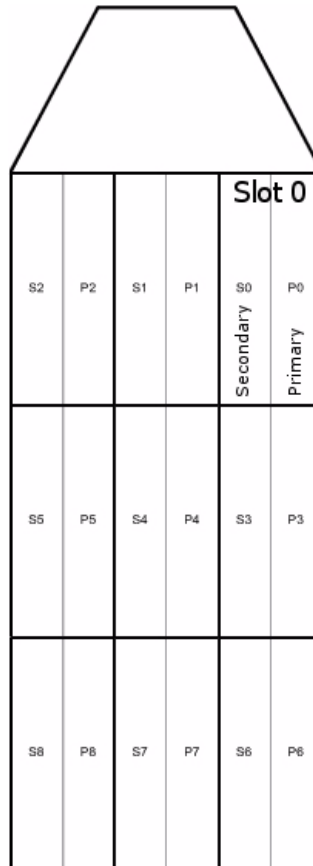 Slot 0
S2 P2 S1 P1 S0 P0
Secondary Primary
S5 P5 S4 P4 S3 P3
S8 P8 S7 P7 S6 P6